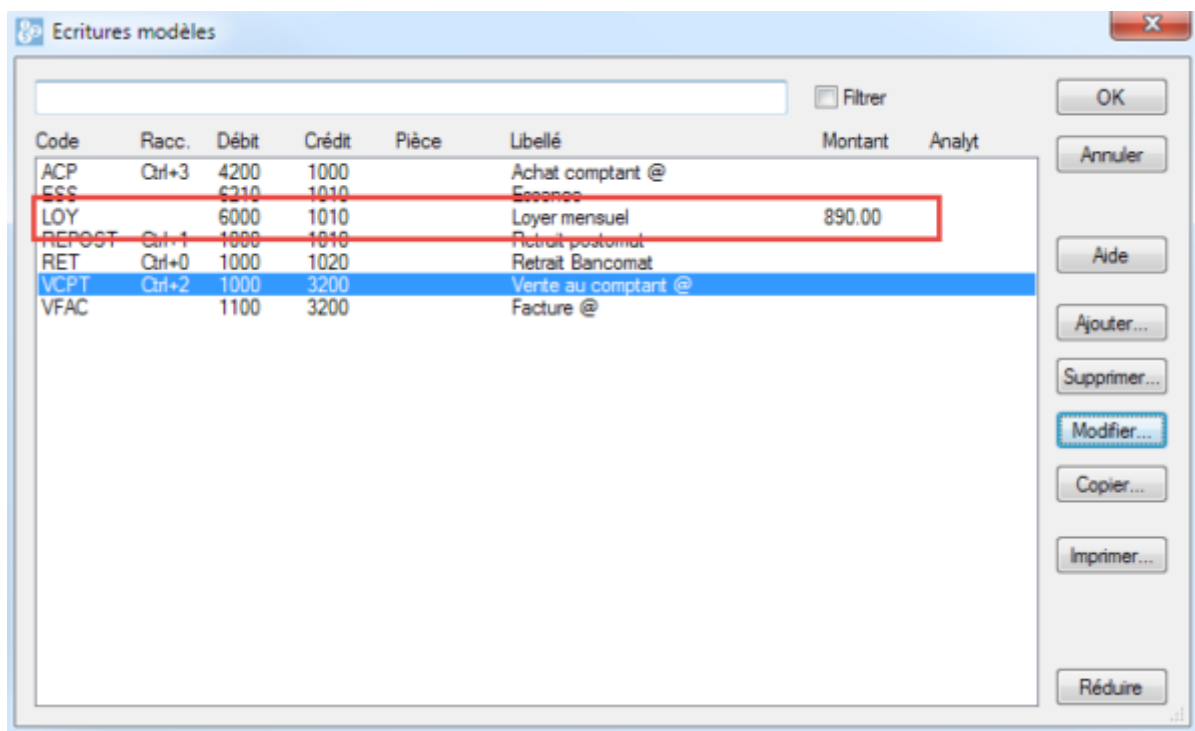 Ecritures modèles
Filtrer
OK
Code Racc. Débit Crédit Pièce Libellé Montant Analyt
Annuler
ACP Ctrl+3 4200 1000 Achat comptant @
ESS 6210 1010 Essence
LOY 6000 1010 Loyer mensuel 890.00
REPOST Ctrl+1 1000 1010 Retrait postomat
RET Ctrl+0 1000 1020 Retrait Bancomat
Aide
VCPT Ctrl+2 1000 3200 Vente au comptant @
VFAC 1100 3200 Facture @
Ajouter...
Supprimer...
Modifier...
Copier...
Imprimer...
Réduire